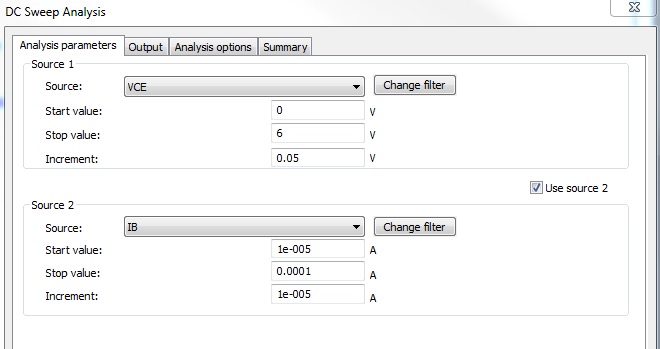 DC Sweep Analysis
Analysis parameters Output Analysis options Summary
Source 1
Source: VCE Change filter
Start value: 0 V
Stop value: 6 V
Increment: 0.05 V
Use source 2
Source 2
Source: IB Change filter
Start value: 1e-005 A
Stop value: 0.0001 A
Increment: 1e-005 A